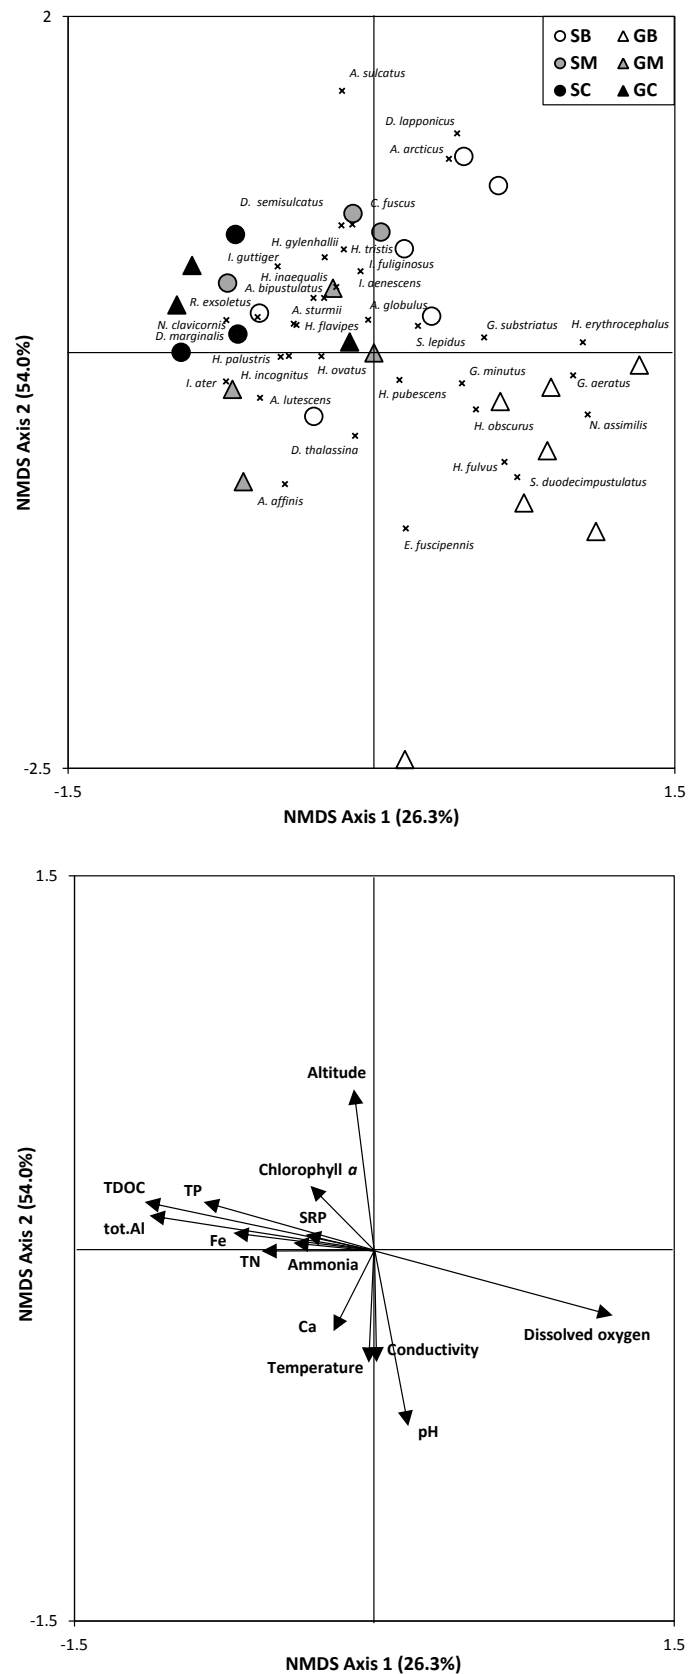 2
SB GB
SM GM
SC GC
A. sulcatus
D. lapponicus
A. arcticus
D. semisulcatus
C. fuscus
H. gylenhallii
H. tristis
I. guttiger
I. fuliginosus
H. inaequalis
I. aenescens
A. bipustulatus
R. exsoletus
A. sturmii
A. globulus
N. clavicornis
H. flavipes
G. substriatus
H. erythrocephalus
D. marginalis
S. lepidus
H. palustris
H. ovatus
I. ater
H. incognitus
G. minutus
G. aeratus
A. lutescens
H. pubescens
H. obscurus
N. assimilis
D. thalassina
H. fulvus
S. duodecimpustulatus
A. affinis
E. fuscipennis
NMDS Axis 2 (54.0%)
-2.5
-1.5
1.5
NMDS Axis 1 (26.3%)
1.5
Altitude
Chlorophyll a
TDOC
TP
tot.Al
SRP
Fe
TN
Ammonia
Ca
Dissolved oxygen
Conductivity
Temperature
pH
NMDS Axis 2 (54.0%)
-1.5
-1.5
1.5
NMDS Axis 1 (26.3%)